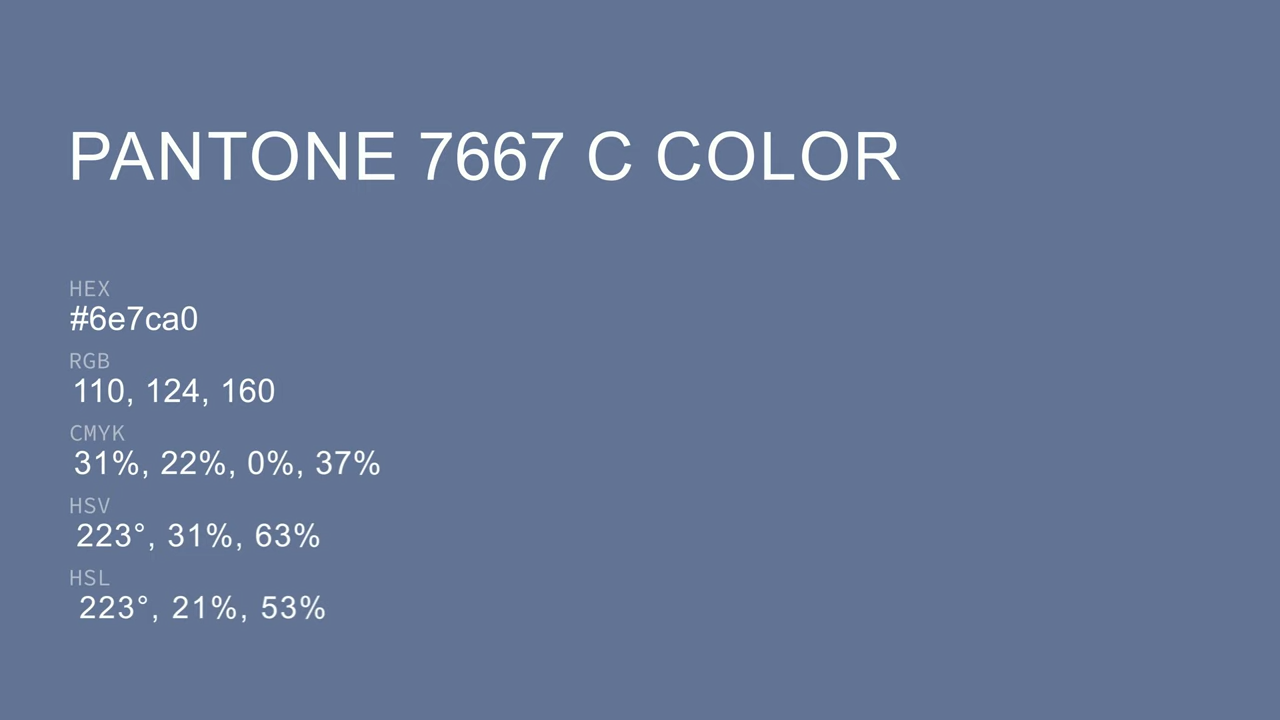 PANTONE 7667 C COLOR
HEX
#6e7ca0
RGB
110, 124, 160
CMYK
31%, 22%, 0%, 37%
HSV
223°, 31%, 63%
HSL
223°, 21%, 53%